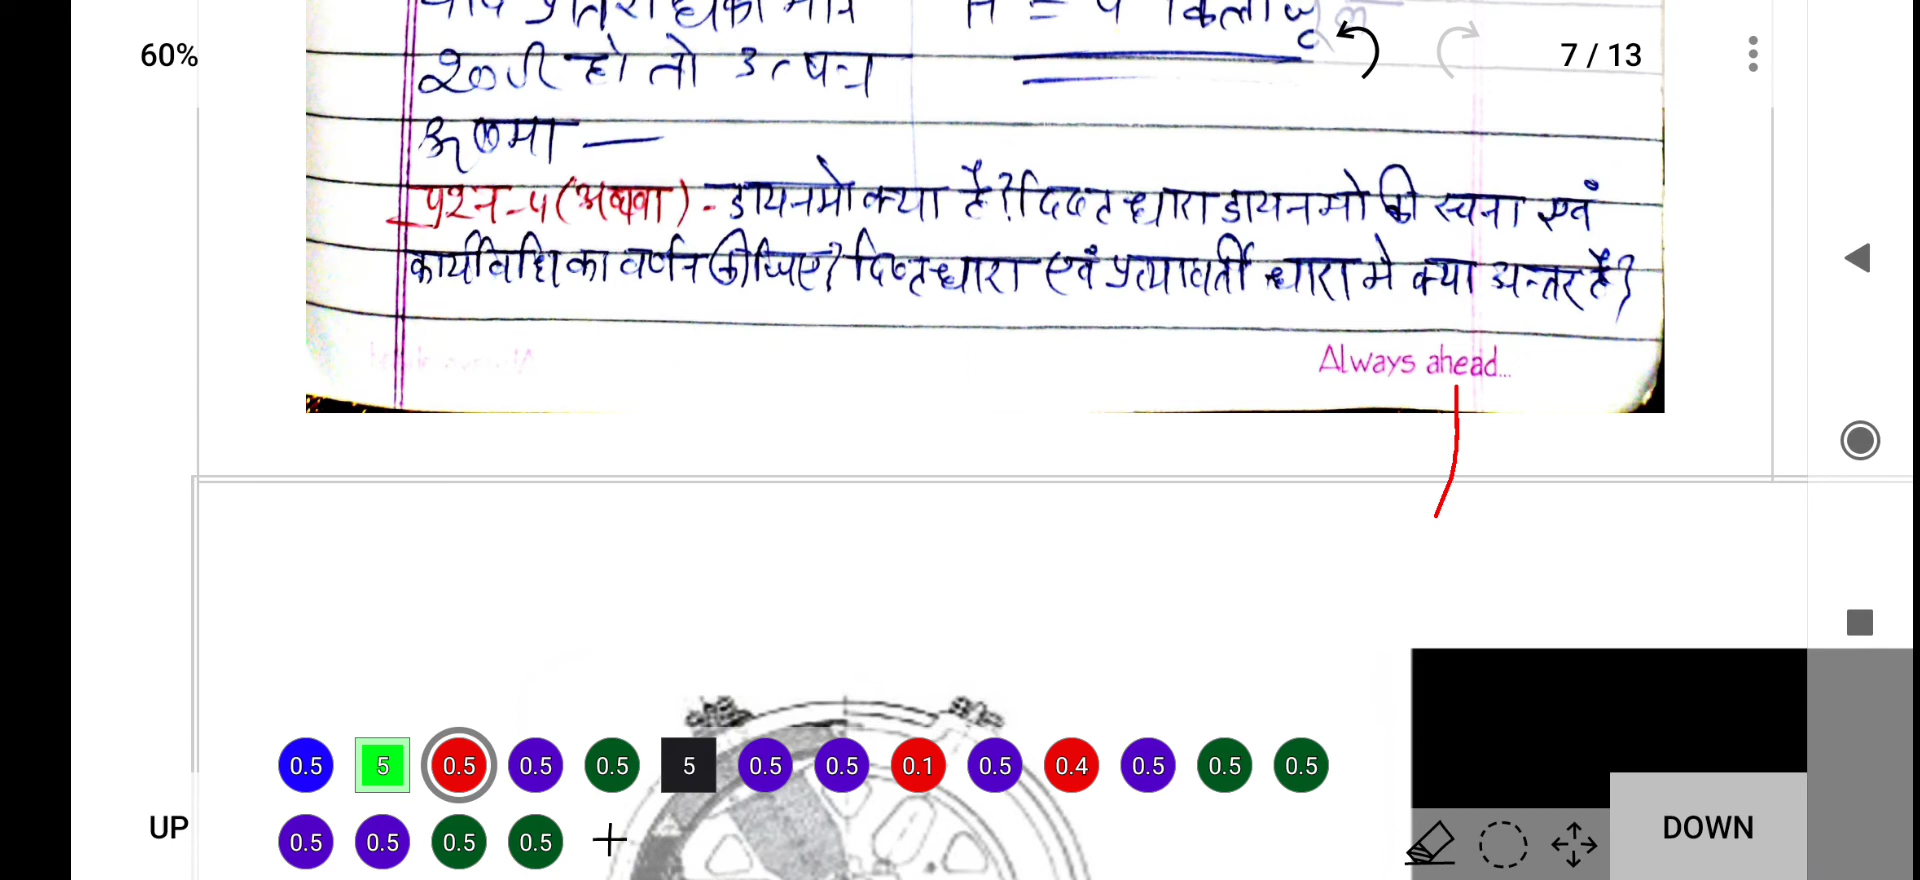 60%
7 / 13
२०Ω हो तो उत्पन्न
ऊष्मा —
प्रश्न-५ (अथवा) - डायनमो क्या है? दिष्ट धारा डायनमो की रचना एवं
कार्यविधि का वर्णन कीजिए? दिष्ट धारा एवं प्रत्यावर्ती धारा मे क्या अन्तर है?
Always ahead...
0.5 5 0.5 0.5 0.5 5 0.5 0.5 0.1 0.5 0.4 0.5 0.5 0.5
UP 0.5 0.5 0.5 0.5 + DOWN